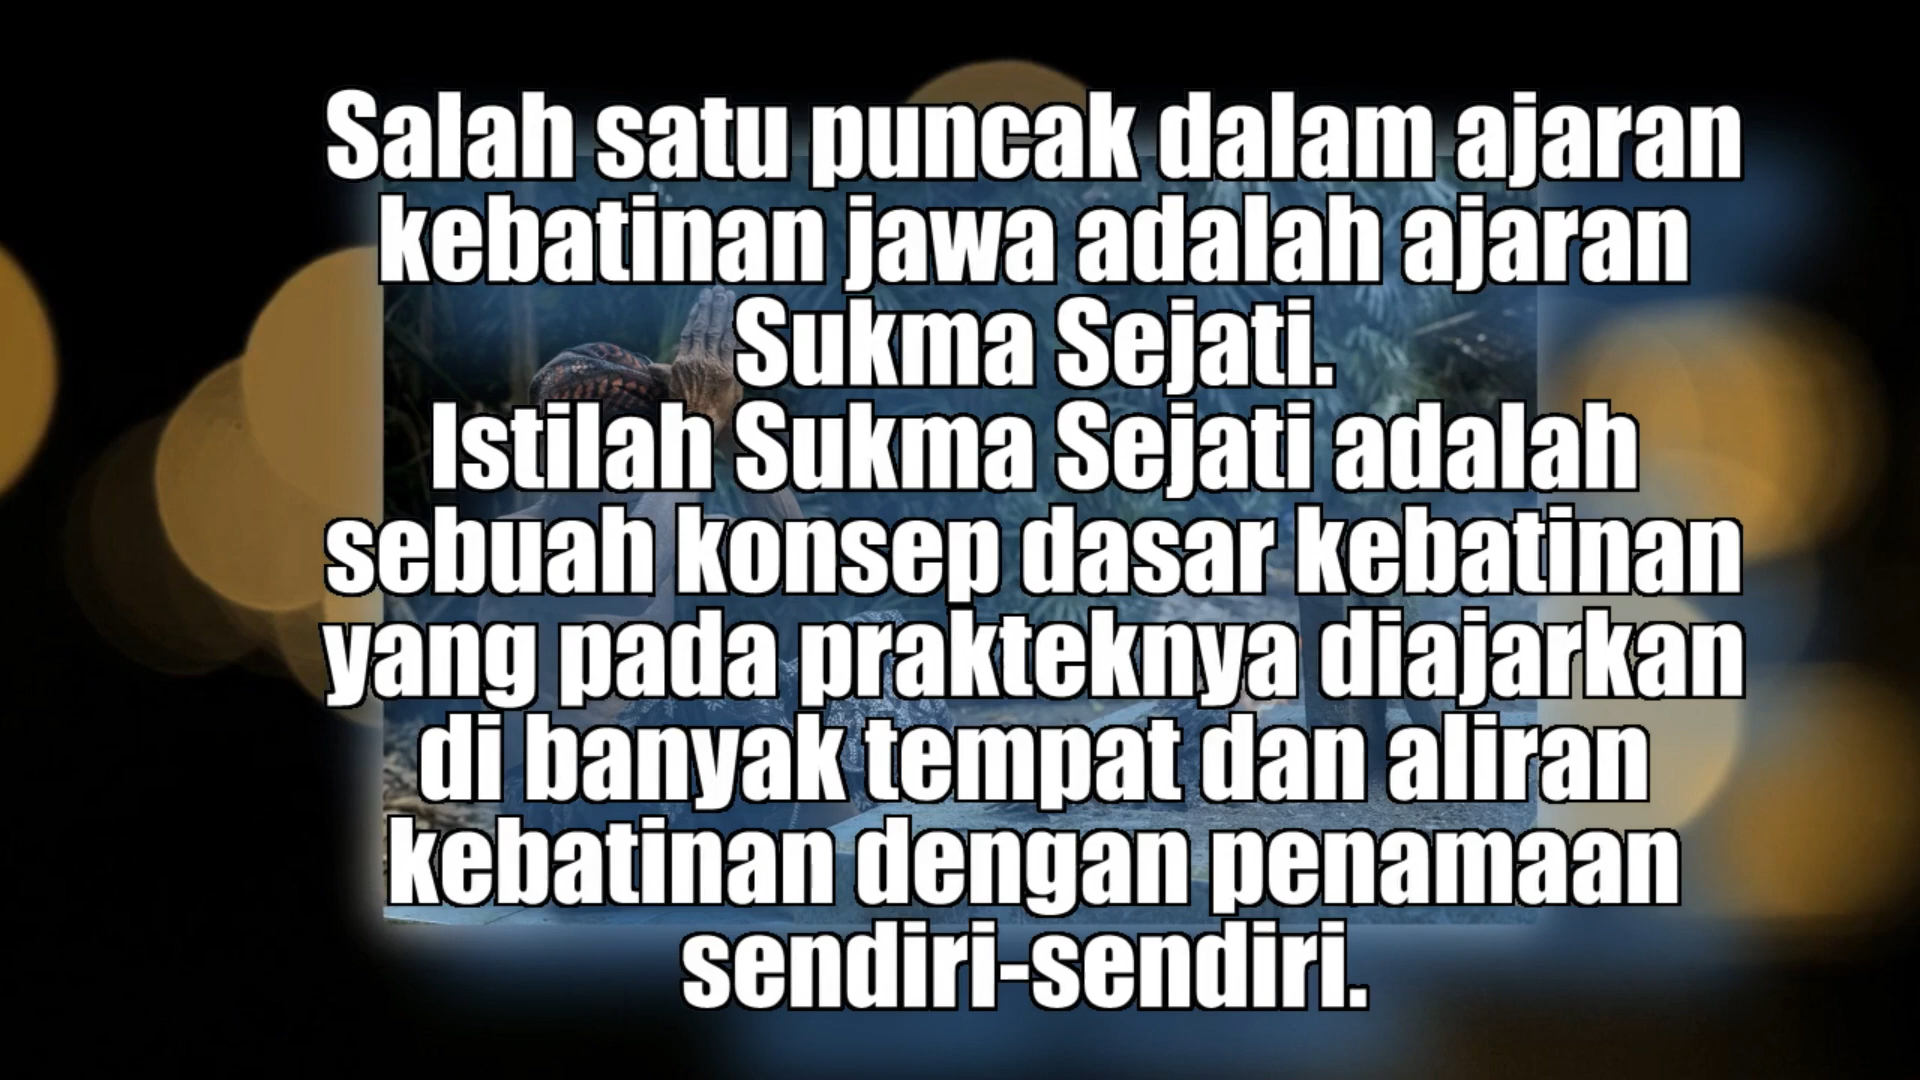 Salah satu puncak dalam ajaran
kebatinan jawa adalah ajaran
Sukma Sejati.
Istilah Sukma Sejati adalah
sebuah konsep dasar kebatinan
yang pada prakteknya diajarkan
di banyak tempat dan aliran
kebatinan dengan penamaan
sendiri-sendiri.